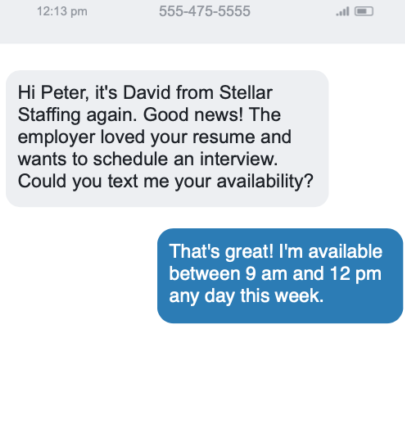 12:13 pm 555-475-5555
Hi Peter, it's David from Stellar
Staffing again. Good news! The
employer loved your resume and
wants to schedule an interview.
Could you text me your availability?
That's great! I'm available
between 9 am and 12 pm
any day this week.